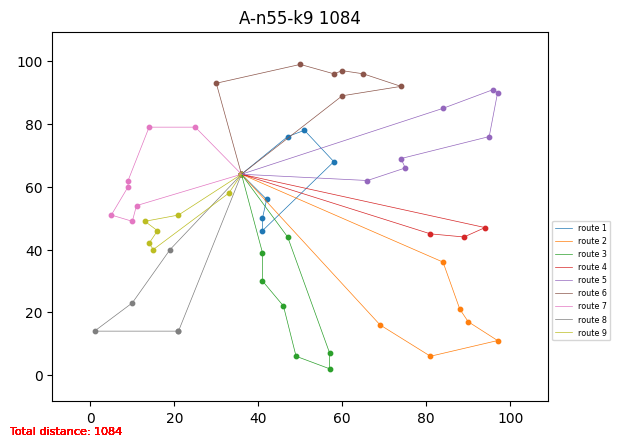 A-n55-k9 1084
100
80
60
40
20
0
0 20 40 60 80 100
route 1
route 2
route 3
route 4
route 5
route 6
route 7
route 8
route 9
Total distance: 1084